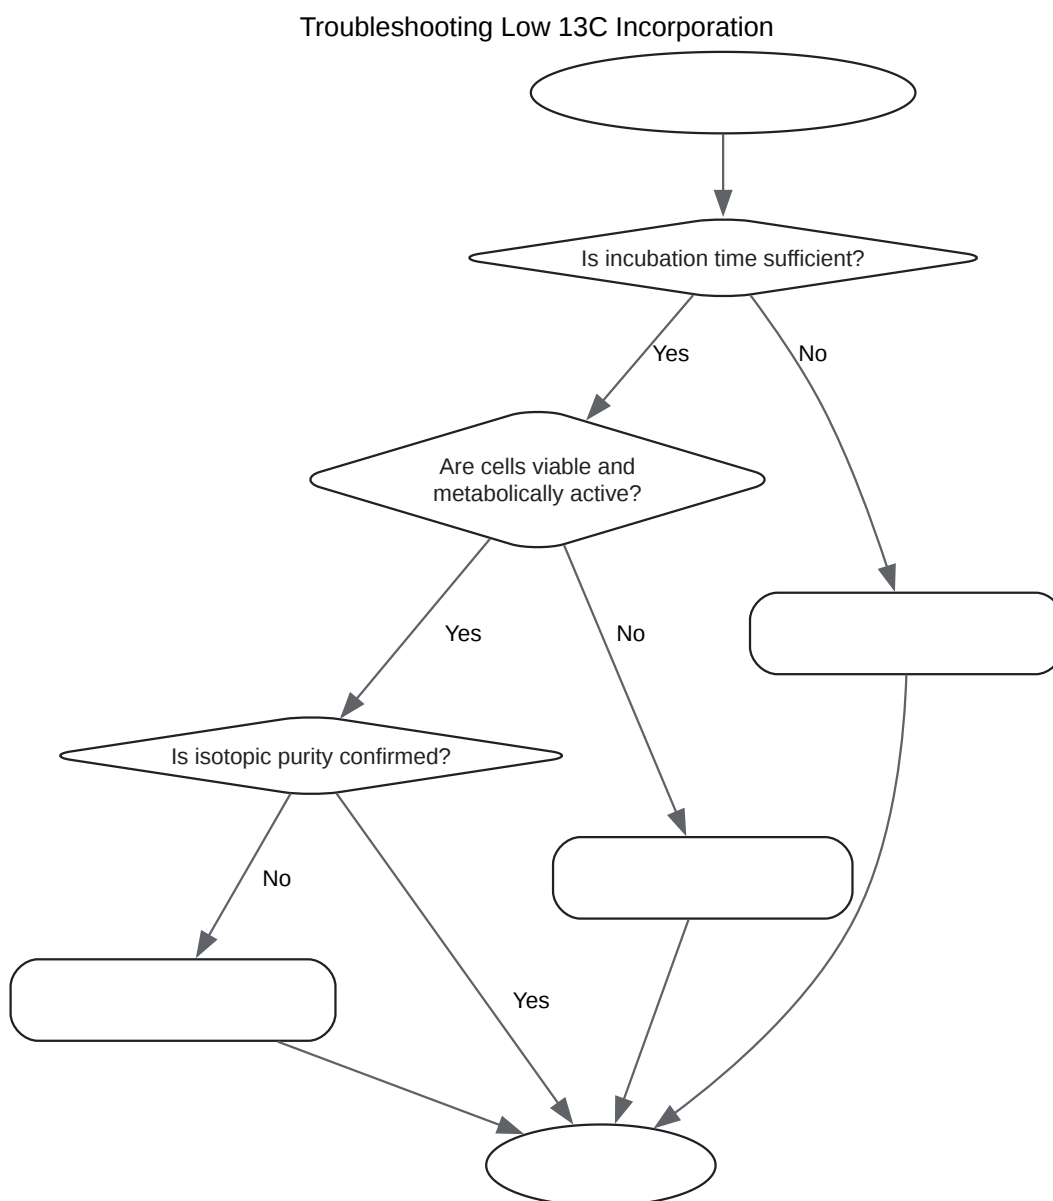 Troubleshooting Low 13C Incorporation
Is incubation time sufficient?
Yes
No
Are cells viable and
metabolically active?
Yes
No
Is isotopic purity confirmed?
No
Yes